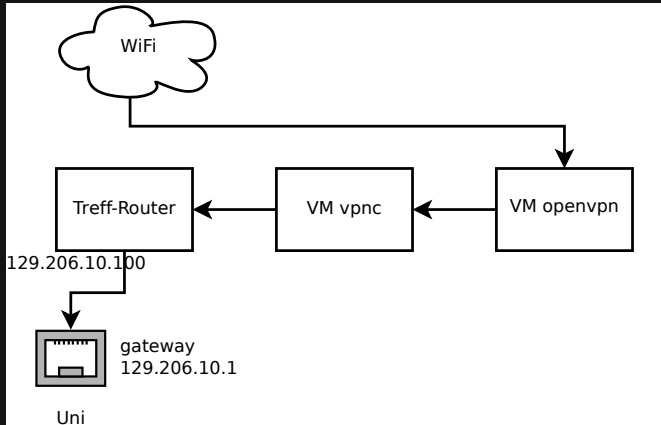 WiFi
Treff-Router
VM vpnc
VM openvpn
129.206.10.100
gateway
129.206.10.1
Uni